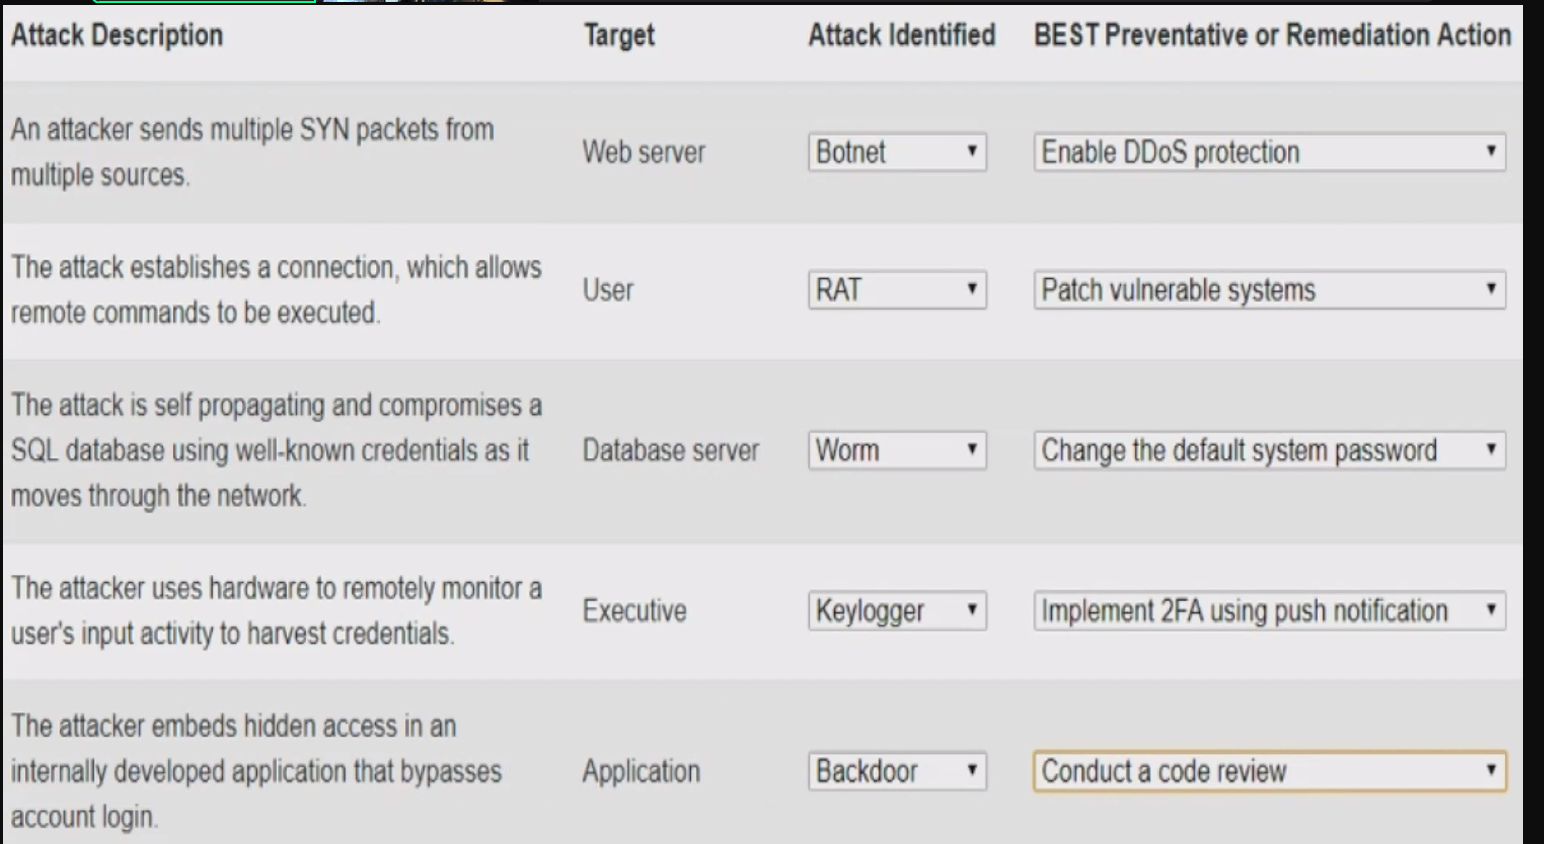 Attack Description Target Attack Identified BEST Preventative or Remediation Action
An attacker sends multiple SYN packets from
multiple sources.
Web server Botnet Enable DDoS protection
The attack establishes a connection, which allows
remote commands to be executed.
User RAT Patch vulnerable systems
The attack is self propagating and compromises a
SQL database using well-known credentials as it
moves through the network.
Database server Worm Change the default system password
The attacker uses hardware to remotely monitor a
user's input activity to harvest credentials.
Executive Keylogger Implement 2FA using push notification
The attacker embeds hidden access in an
internally developed application that bypasses
account login.
Application Backdoor Conduct a code review